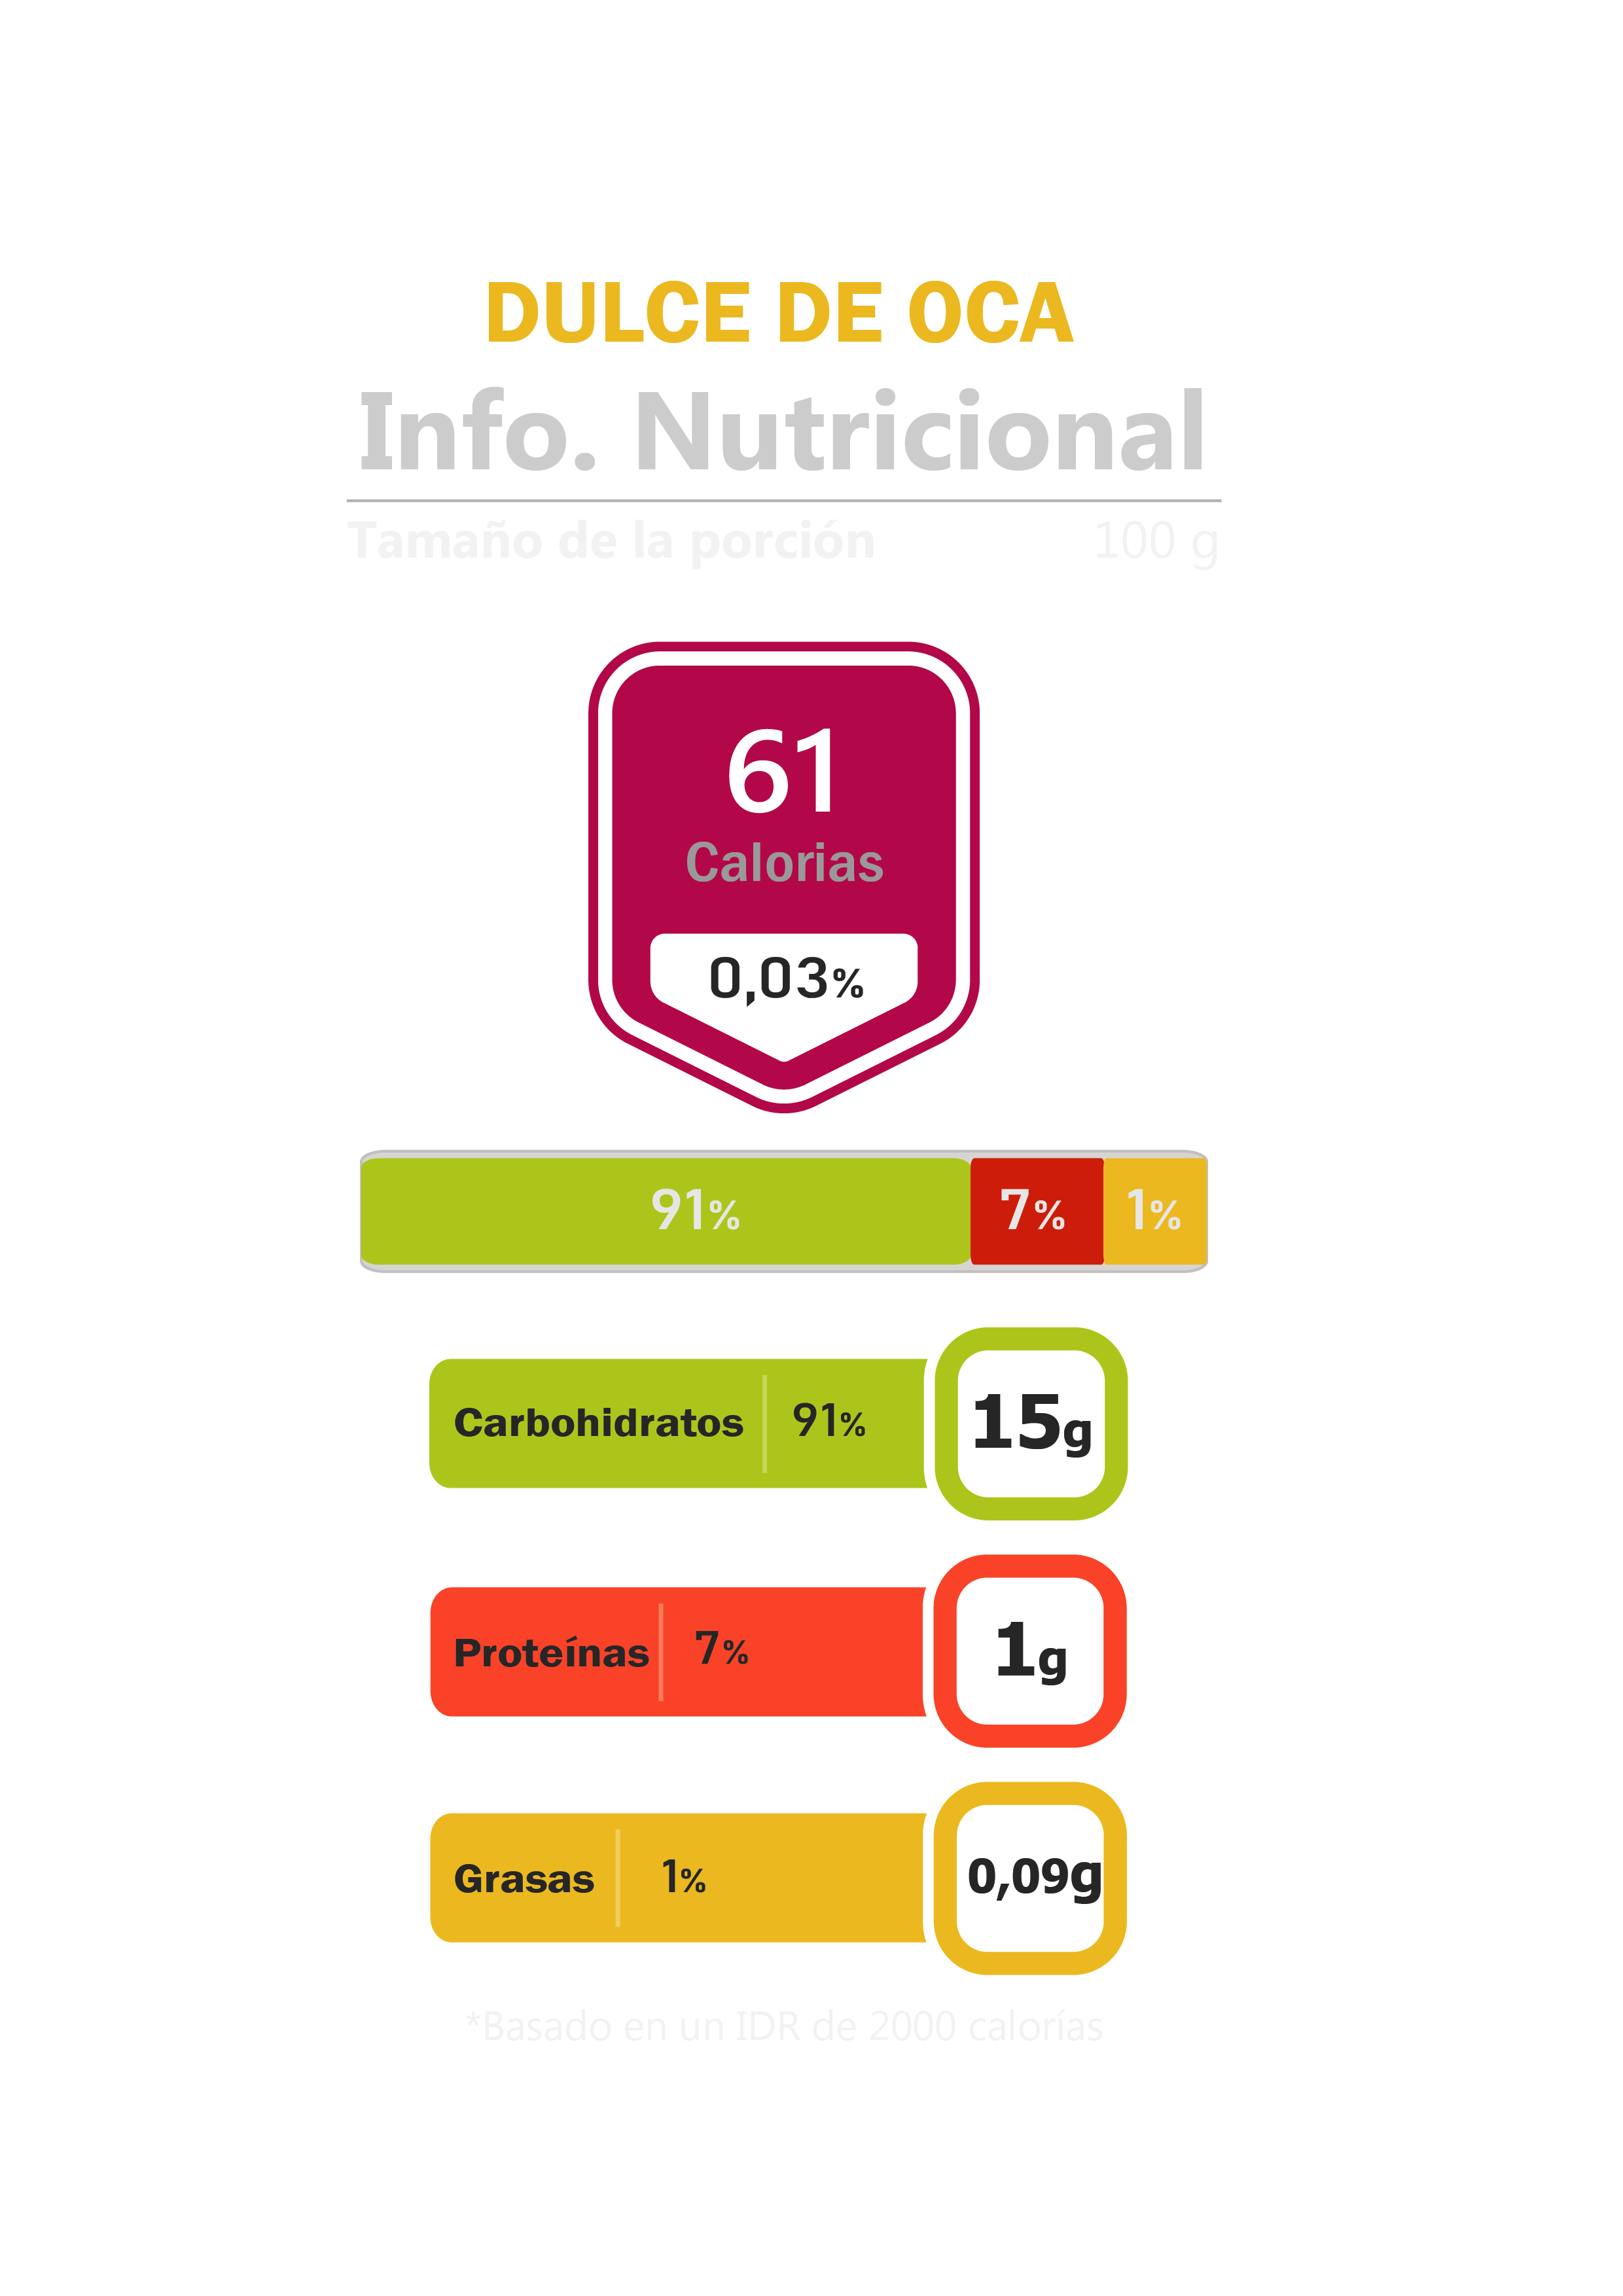 DULCE DE OCA
Info. Nutricional
Tamaño de la porción 100 g
61
Calorias
0,03%
91% 7% 1%
Carbohidratos 91% 15g
Proteínas 7% 1g
Grasas 1% 0,09g
*Basado en un IDR de 2000 calorías